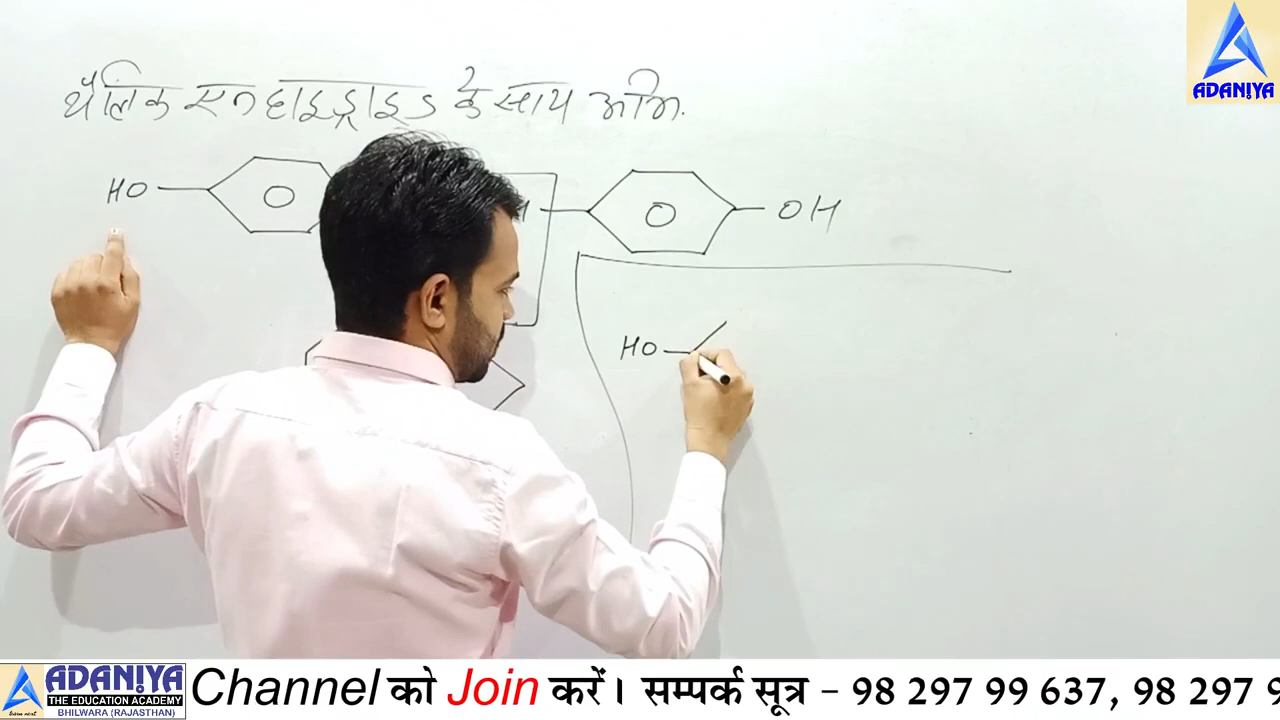 ADANIYA
थैलिक एनहाइड्राइड के साथ अभि.
HO
OH
HO
ADANIYA
THE EDUCATION ACADEMY
BHILWARA (RAJASTHAN)
Channel को Join करें। सम्पर्क सूत्र - 98 297 99 637, 98 297 9